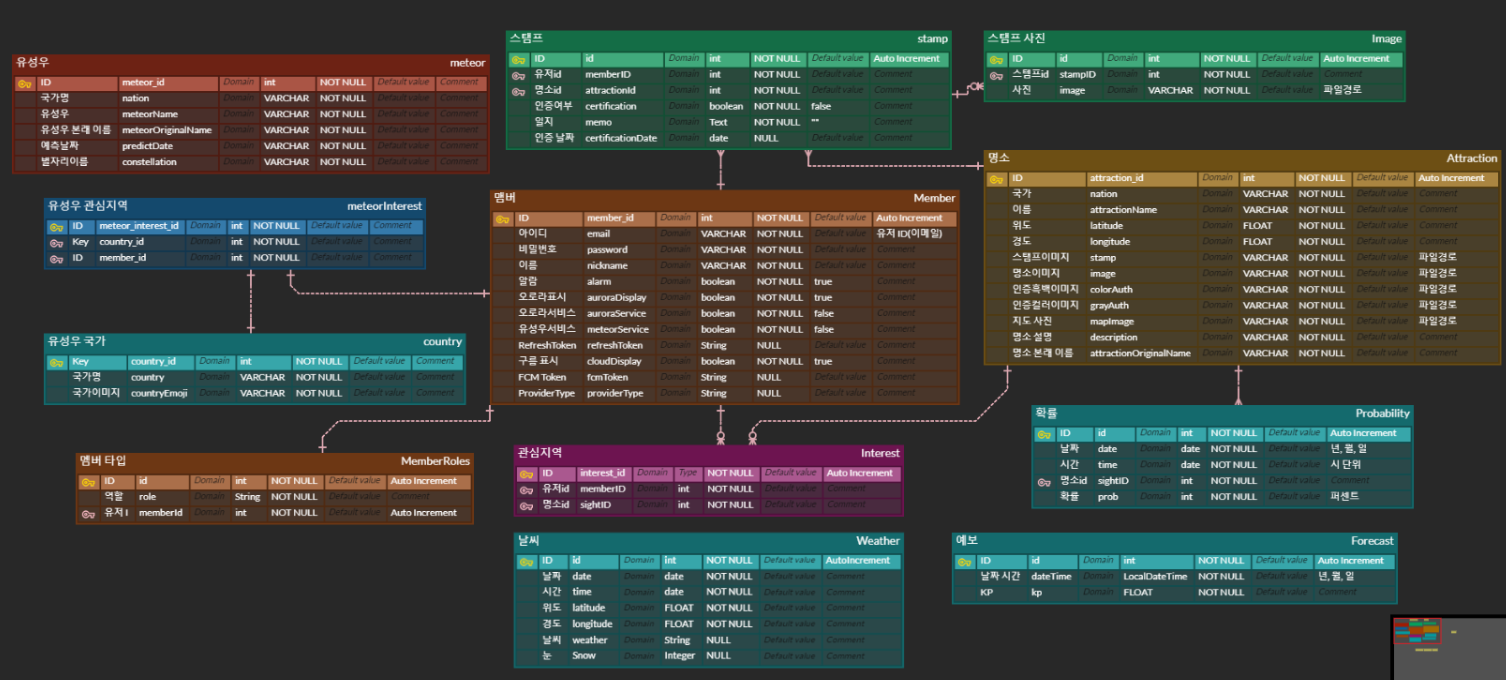 유성우 meteor
ID meteor_id Domain int NOT NULL Default value Comment
국가명 nation Domain VARCHAR NOT NULL Default value Comment
유성우 meteorName Domain VARCHAR NOT NULL Default value Comment
유성우 본래 이름 meteorOriginalName Domain VARCHAR NOT NULL Default value Comment
예측날짜 predictDate Domain VARCHAR NOT NULL Default value Comment
별자리이름 constellation Domain VARCHAR NOT NULL Default value Comment
스탬프 stamp
ID id Domain int NOT NULL Default value Auto Increment
유저id memberID Domain int NOT NULL Default value Comment
명소id attractionId Domain int NOT NULL Default value Comment
인증여부 certification Domain boolean NOT NULL false Comment
일지 memo Domain Text NOT NULL "" Comment
인증 날짜 certificationDate Domain date NULL Default value Comment
스탬프 사진 Image
ID id Domain int NOT NULL Default value Auto Increment
스탬프id stampID Domain int NOT NULL Default value Comment
사진 image Domain VARCHAR NOT NULL Default value 파일경로
유성우 관심지역 meteorInterest
ID meteor_interest_id Domain int NOT NULL Default value Comment
Key country_id Domain int NOT NULL Default value Comment
ID member_id Domain int NOT NULL Default value Comment
맴버 Member
ID member_id Domain int NOT NULL Default value Auto Increment
아이디 email Domain VARCHAR NOT NULL Default value 유저 ID(이메일)
비밀번호 password Domain VARCHAR NOT NULL Default value Comment
이름 nickname Domain VARCHAR NOT NULL Default value Comment
알람 alarm Domain boolean NOT NULL true Comment
오로라표시 auroraDisplay Domain boolean NOT NULL true Comment
오로라서비스 auroraService Domain boolean NOT NULL false Comment
유성우서비스 meteorService Domain boolean NOT NULL false Comment
RefreshToken refreshToken Domain String NULL Default value Comment
구름 표시 cloudDisplay Domain boolean NOT NULL true Comment
FCM Token fcmToken Domain String NULL Default value Comment
ProviderType providerType Domain String NULL Default value Comment
명소 Attraction
ID attraction_id Domain int NOT NULL Default value Auto Increment
국가 nation Domain VARCHAR NOT NULL Default value Comment
이름 attractionName Domain VARCHAR NOT NULL Default value Comment
위도 latitude Domain FLOAT NOT NULL Default value Comment
경도 longitude Domain FLOAT NOT NULL Default value Comment
스탬프이미지 stamp Domain VARCHAR NOT NULL Default value 파일경로
명소이미지 image Domain VARCHAR NOT NULL Default value 파일경로
인증흑백이미지 colorAuth Domain VARCHAR NOT NULL Default value 파일경로
인증컬러이미지 grayAuth Domain VARCHAR NOT NULL Default value 파일경로
지도 사진 mapImage Domain VARCHAR NOT NULL Default value 파일경로
명소 설명 description Domain VARCHAR NOT NULL Default value Comment
명소 본래 이름 attractionOriginalName Domain VARCHAR NOT NULL Default value Comment
유성우 국가 country
Key country_id Domain int NOT NULL Default value Comment
국가명 country Domain VARCHAR NOT NULL Default value Comment
국가이미지 countryEmoji Domain VARCHAR NOT NULL Default value Comment
맴버 타입 MemberRoles
ID id Domain int NOT NULL Default value Auto Increment
역할 role Domain String NOT NULL Default value Comment
유저 I memberId Domain int NOT NULL Default value Auto Increment
관심지역 Interest
ID interest_id Domain Type NOT NULL Default value Auto Increment
유저id memberID Domain int NOT NULL Default value Comment
명소id sightID Domain int NOT NULL Default value Comment
확률 Probability
ID id Domain int NOT NULL Default value Auto Increment
날짜 date Domain date NOT NULL Default value 년, 월, 일
시간 time Domain date NOT NULL Default value 시 단위
명소id sightID Domain int NOT NULL Default value Comment
확률 prob Domain int NOT NULL Default value 퍼센트
날씨 Weather
ID id Domain int NOT NULL Default value AutoIncrement
날짜 date Domain date NOT NULL Default value Comment
시간 time Domain date NOT NULL Default value Comment
위도 latitude Domain FLOAT NOT NULL Default value Comment
경도 longitude Domain FLOAT NOT NULL Default value Comment
날씨 weather Domain String NULL Default value Comment
눈 Snow Domain Integer NULL Default value Comment
예보 Forecast
ID id Domain int NOT NULL Default value Auto Increment
날짜 시간 dateTime Domain LocalDateTime NOT NULL Default value 년, 월, 일
KP kp Domain FLOAT NOT NULL Default value Comment